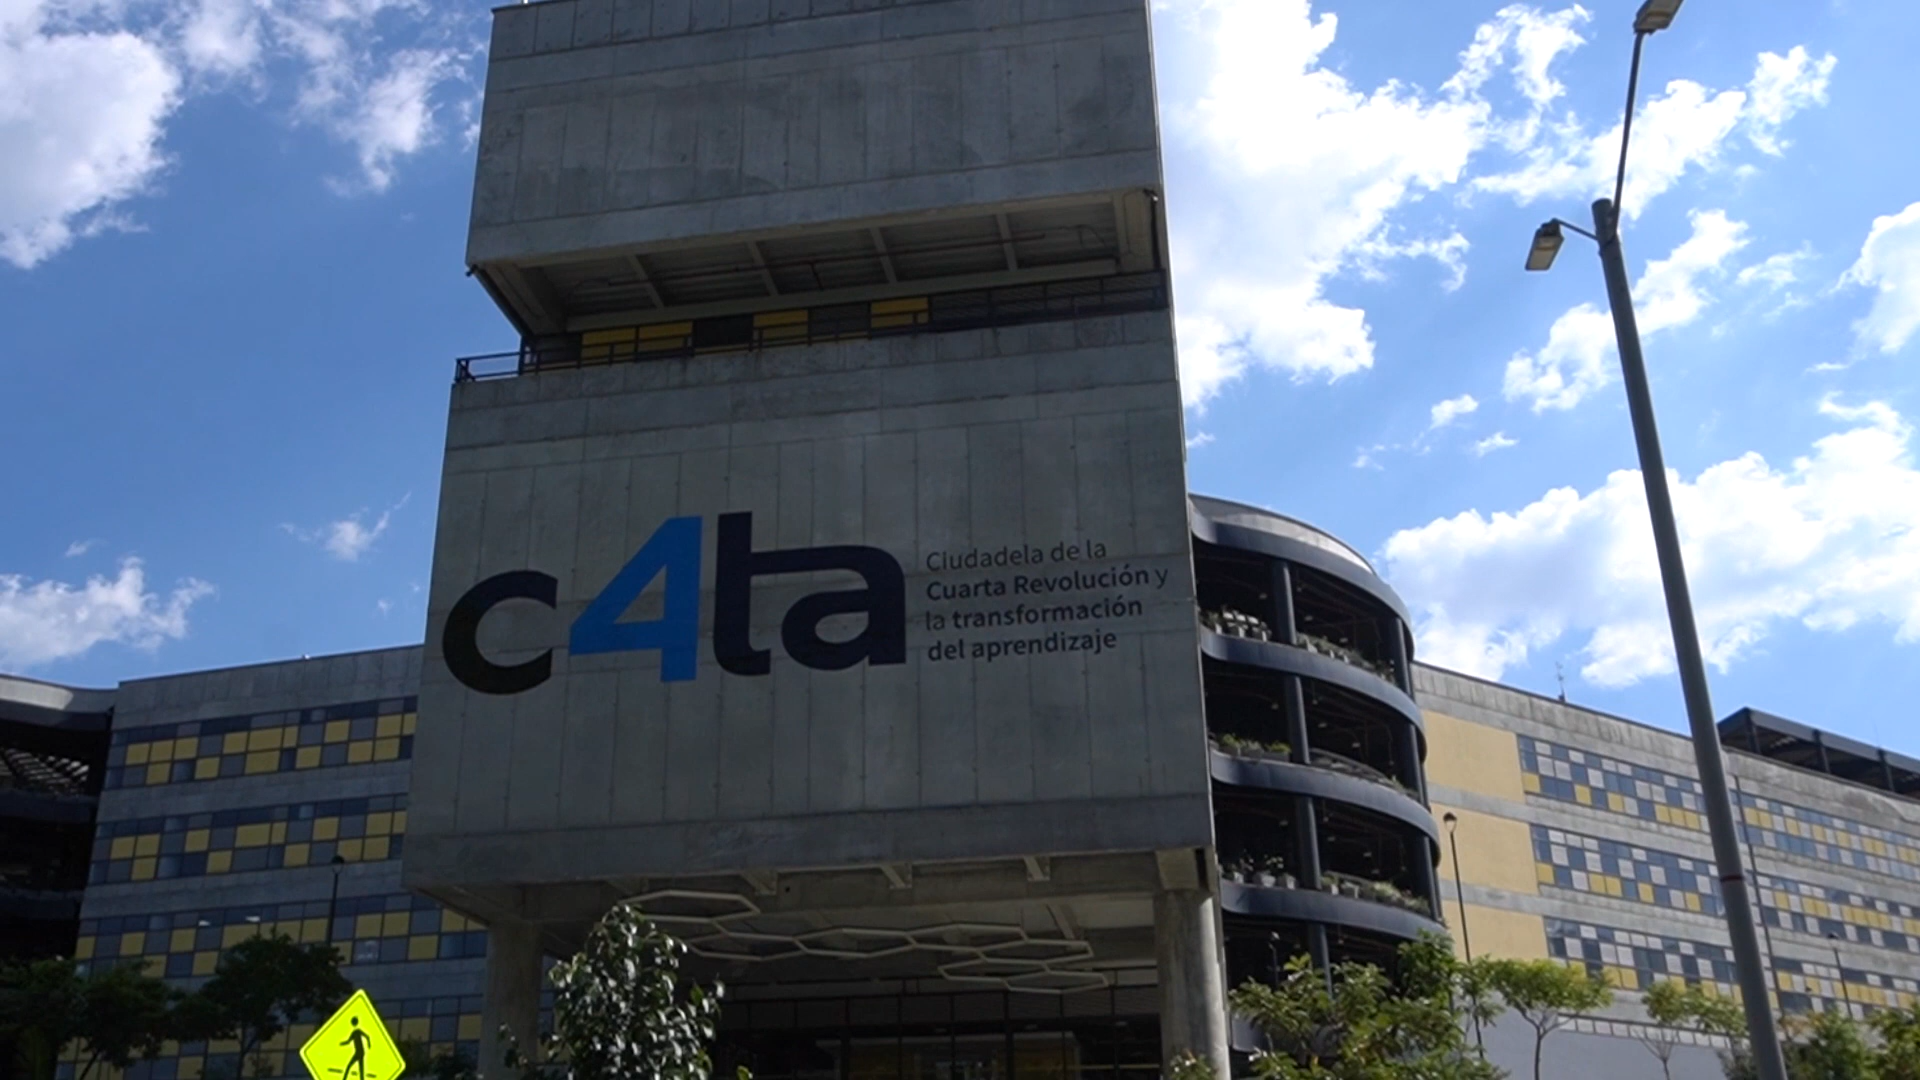 c4ta
Ciudadela de la
Cuarta Revolución y
la transformación
del aprendizaje